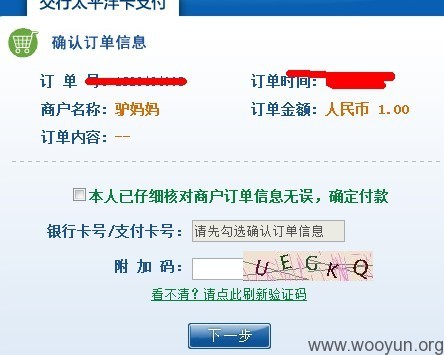 交行太平洋卡支付
确认订单信息
订 单 号: 订单时间:
商户名称: 驴妈妈 订单金额: 人民币 1.00
订单内容: --
本人已仔细核对商户订单信息无误，确定付款
银行卡号/支付卡号: 请先勾选确认订单信息
附 加 码: UEGKQ
看不清？请点此刷新验证码
下一步
www.wooyun.org